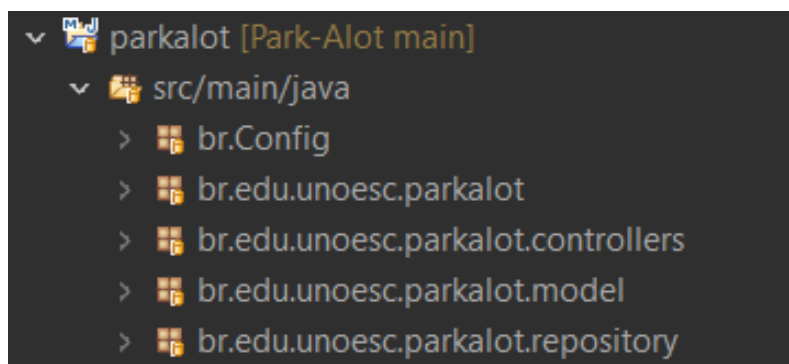 parkalot [Park-Alot main]
src/main/java
br.Config
br.edu.unoesc.parkalot
br.edu.unoesc.parkalot.controllers
br.edu.unoesc.parkalot.model
br.edu.unoesc.parkalot.repository